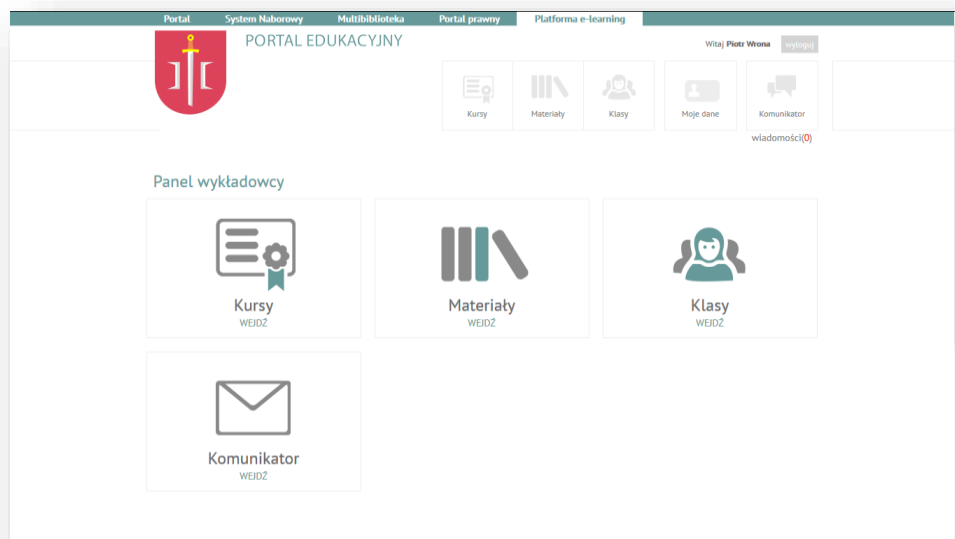 Portal System Naborowy Multibiblioteka Portal prawny Platforma e-learning
PORTAL EDUKACYJNY
Witaj Piotr Wrona wyloguj
Kursy Materiały Klasy Moje dane Komunikator
wiadomości(0)
Panel wykładowcy
Kursy
WEJDŹ
Materiały
WEJDŹ
Klasy
WEJDŹ
Komunikator
WEJDŹ